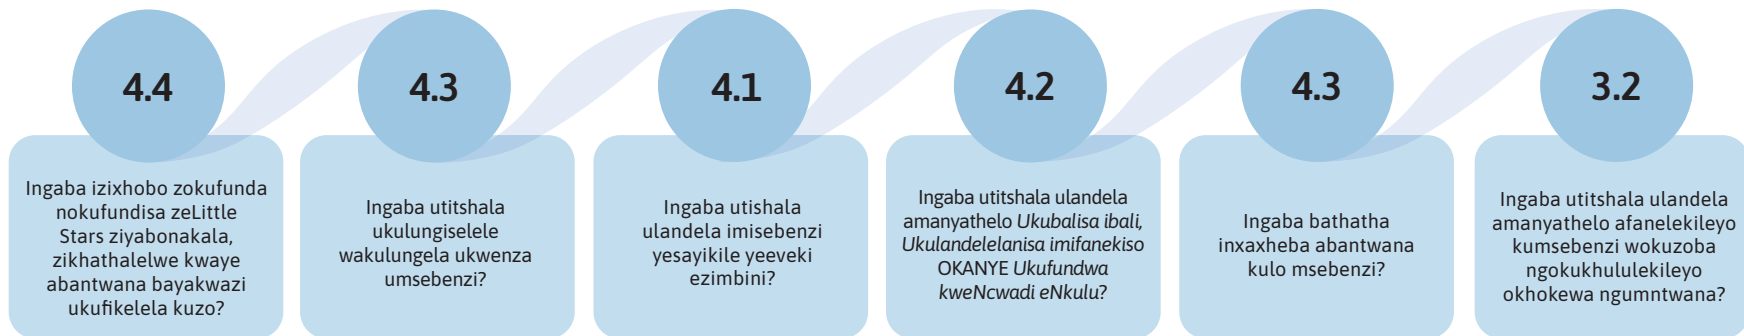 4.4
Ingaba izixhobo zokufunda
nokufundisa zeLittle
Stars ziyabonakala,
zikhathalelwe kwaye
abantwana bayakwazi
ukufikelela kuzo?
4.3
Ingaba utitshala
ukulungiselele
wakulungela ukwenza
umsebenzi?
4.1
Ingaba utishala
ulandela imisebenzi
yesayikile yeeveki
ezimbini?
4.2
Ingaba utitshala ulandela
amanyathelo Ukubalisa ibali,
Ukulandelelanisa imifanekiso
OKANYE Ukufundwa
kweNcwadi eNkulu?
4.3
Ingaba bathatha
inxaxheba abantwana
kulo msebenzi?
3.2
Ingaba utitshala ulandela
amanyathelo afanelekileyo
kumsebenzi wokuzoba
ngokukhululekileyo
okhokewa ngumntwana?